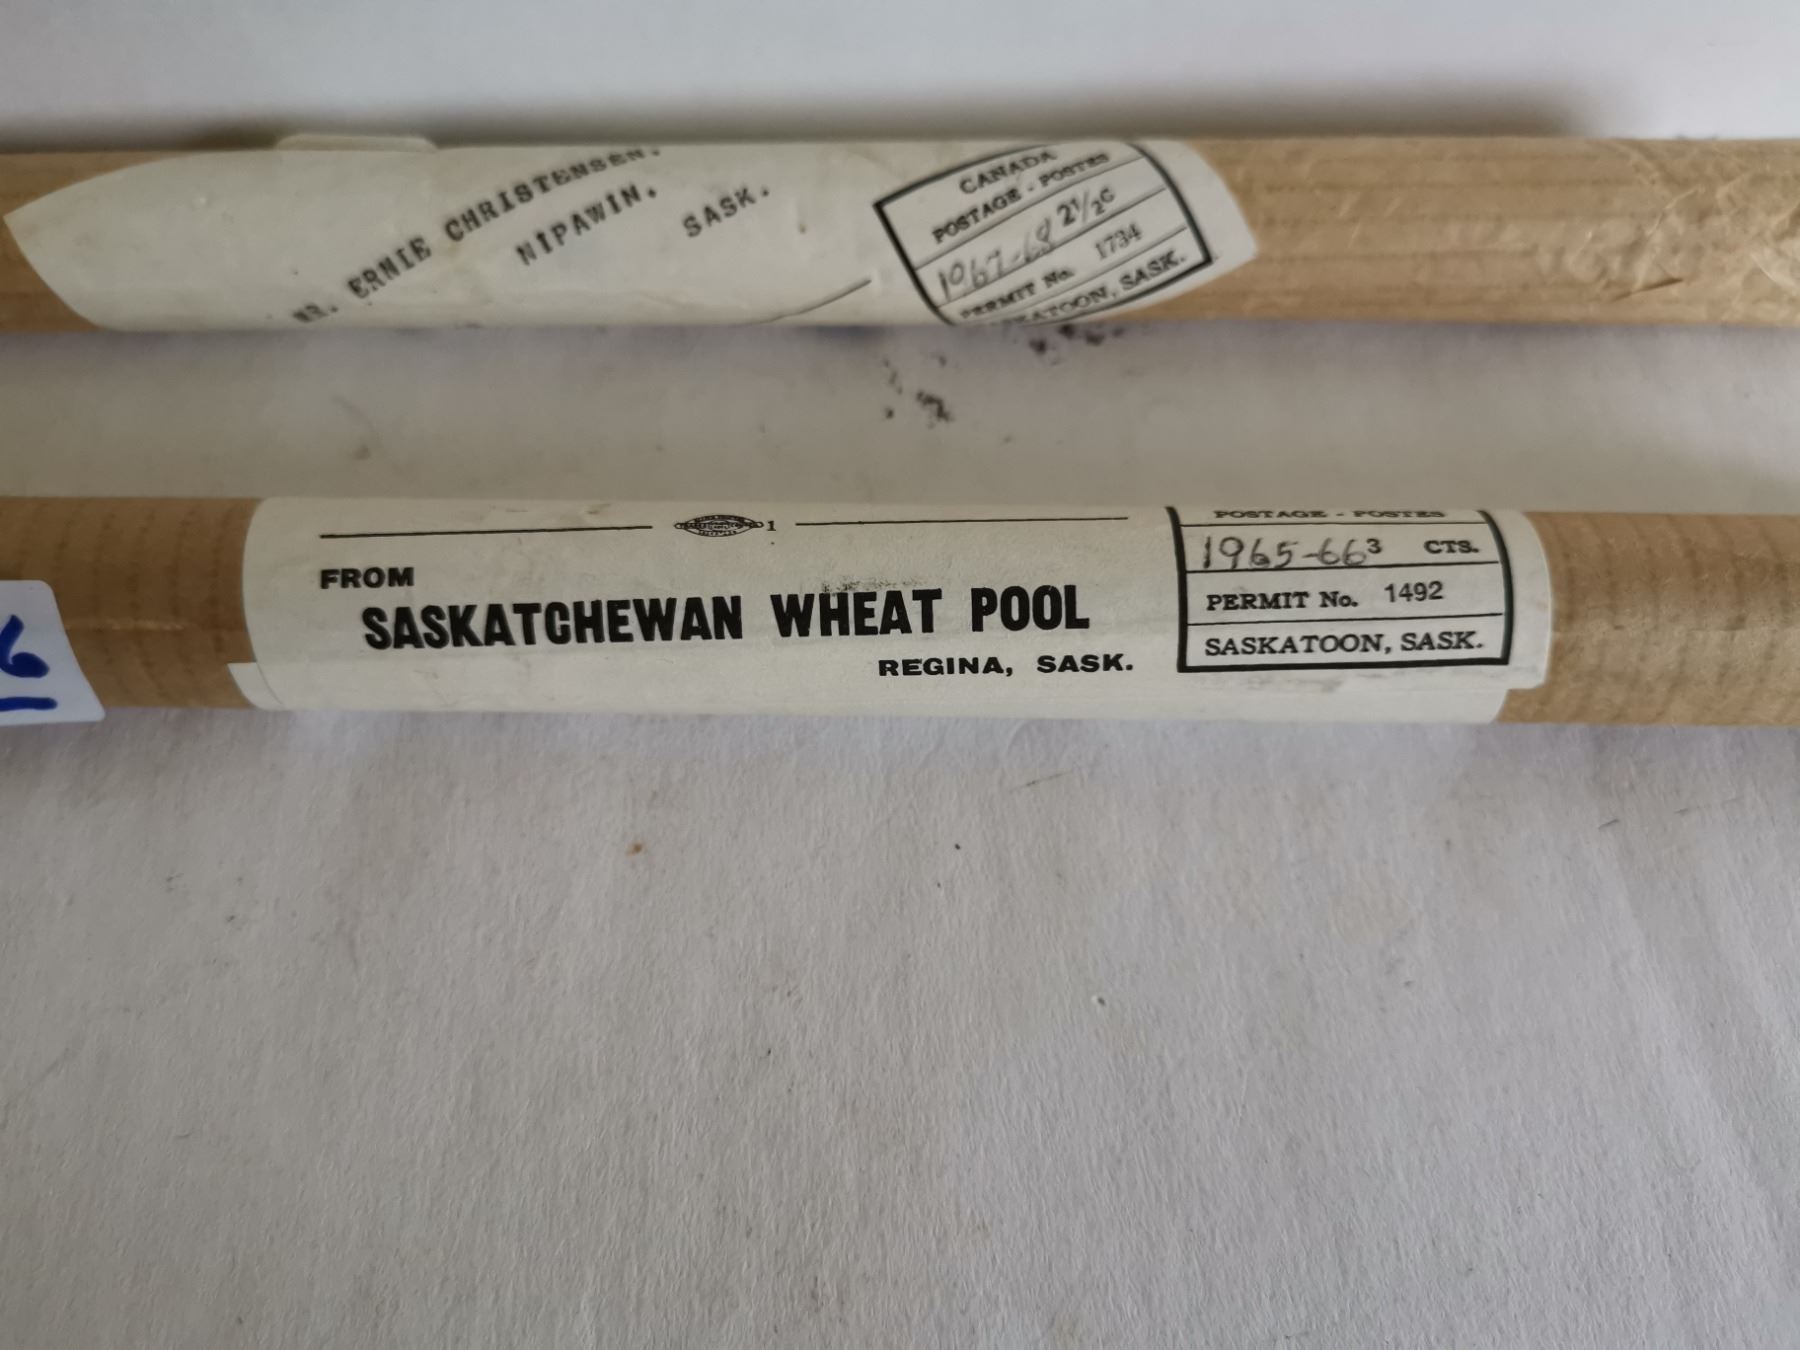 MR. ERNIE CHRISTENSEN.
NIPAWIN.
SASK.
CANADA
POSTAGE - POSTES
1967-68 2½c
PERMIT No. 1734
SASKATOON, SASK.
1
FROM
SASKATCHEWAN WHEAT POOL
REGINA, SASK.
POSTAGE - POSTES
1965-66 3 CTS.
PERMIT No. 1492
SASKATOON, SASK.